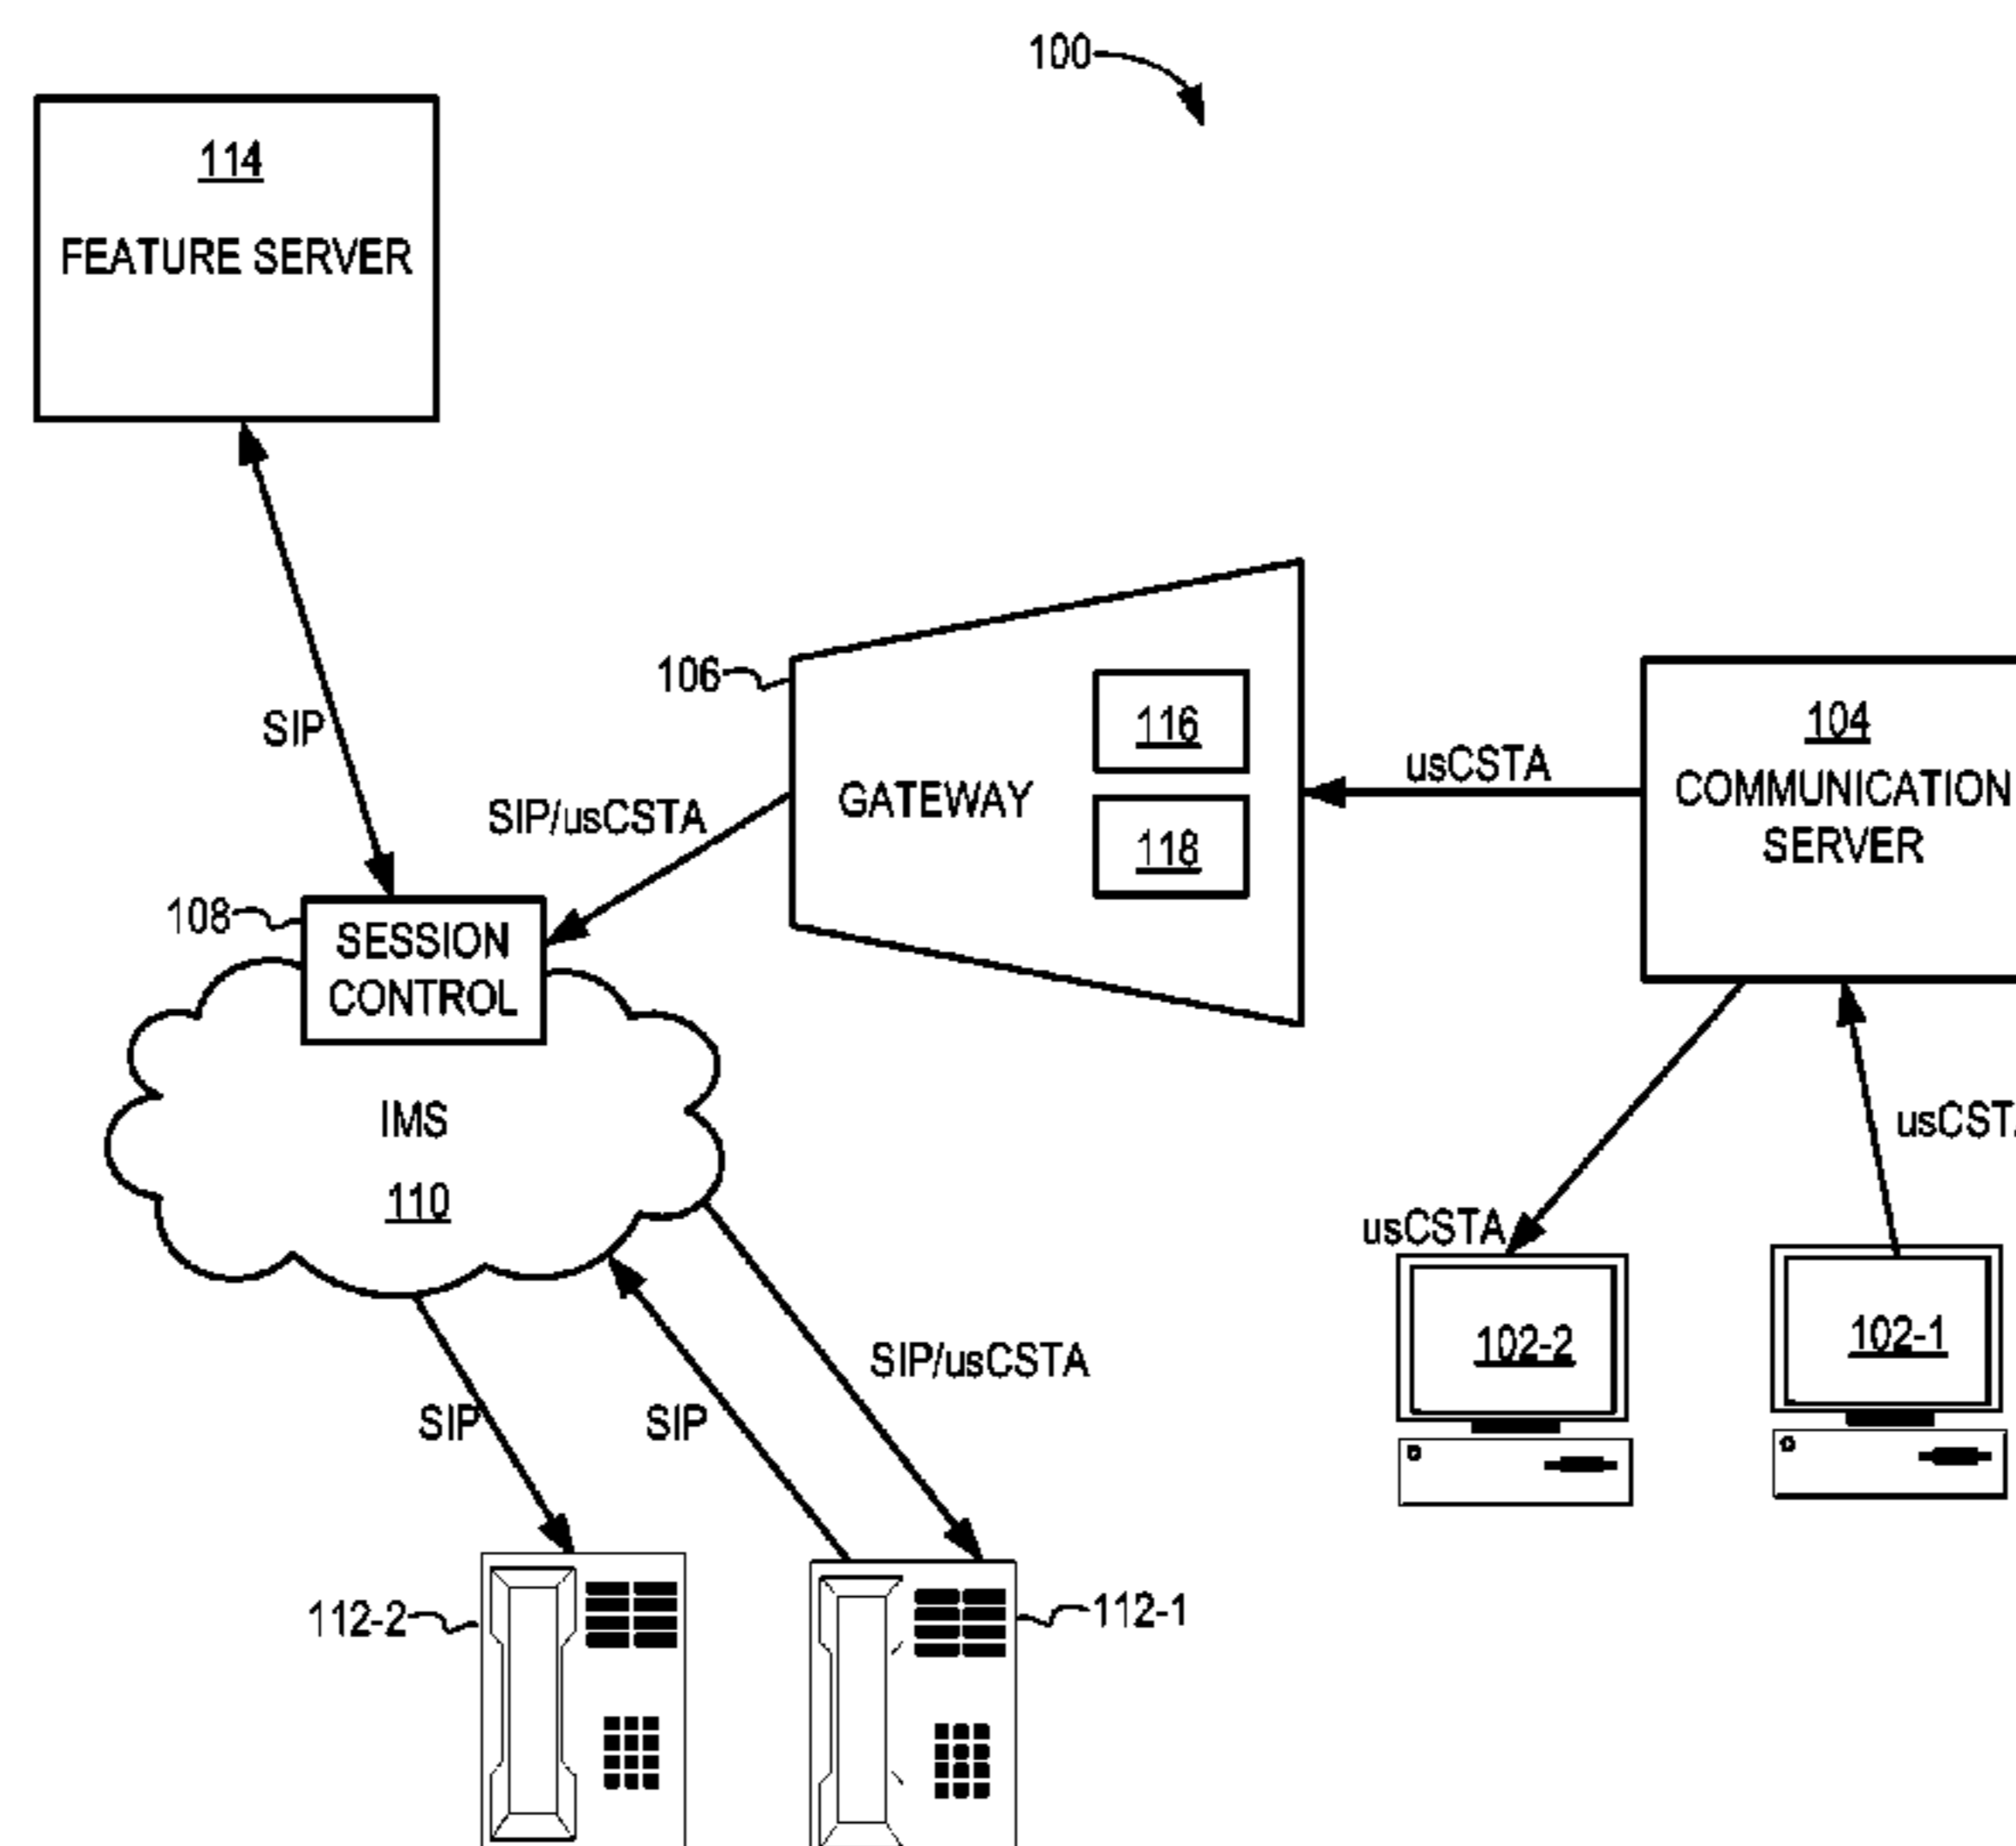 100
114
FEATURE SERVER
SIP
106
116
GATEWAY
118
SIP/usCSTA
usCSTA
104
COMMUNICATION
SERVER
108
SESSION
CONTROL
IMS
110
usCST
usCSTA
102-2
102-1
SIP/usCSTA
SIP
SIP
112-2
112-1